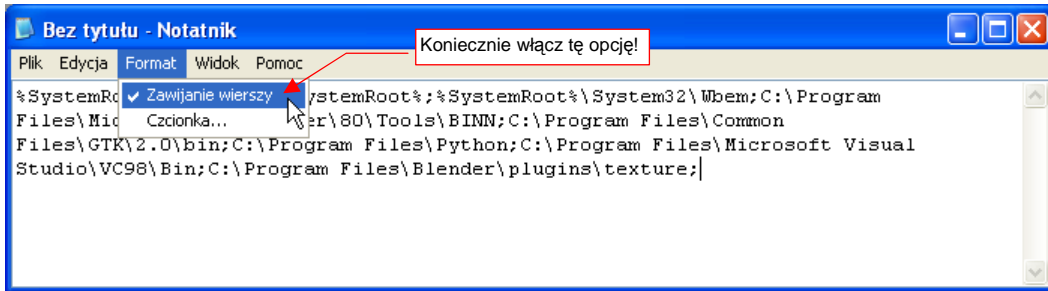 Bez tytułu - Notatnik
Koniecznie włącz tę opcję!
Plik Edycja Format Widok Pomoc
Zawijanie wierszy
Czcionka...
%SystemRo ystemRoot%;%SystemRoot%\System32\Wbem;C:\Program
Files\Mic er\80\Tools\BINN;C:\Program Files\Common
Files\GTK\2.0\bin;C:\Program Files\Python;C:\Program Files\Microsoft Visual
Studio\VC98\Bin;C:\Program Files\Blender\plugins\texture;